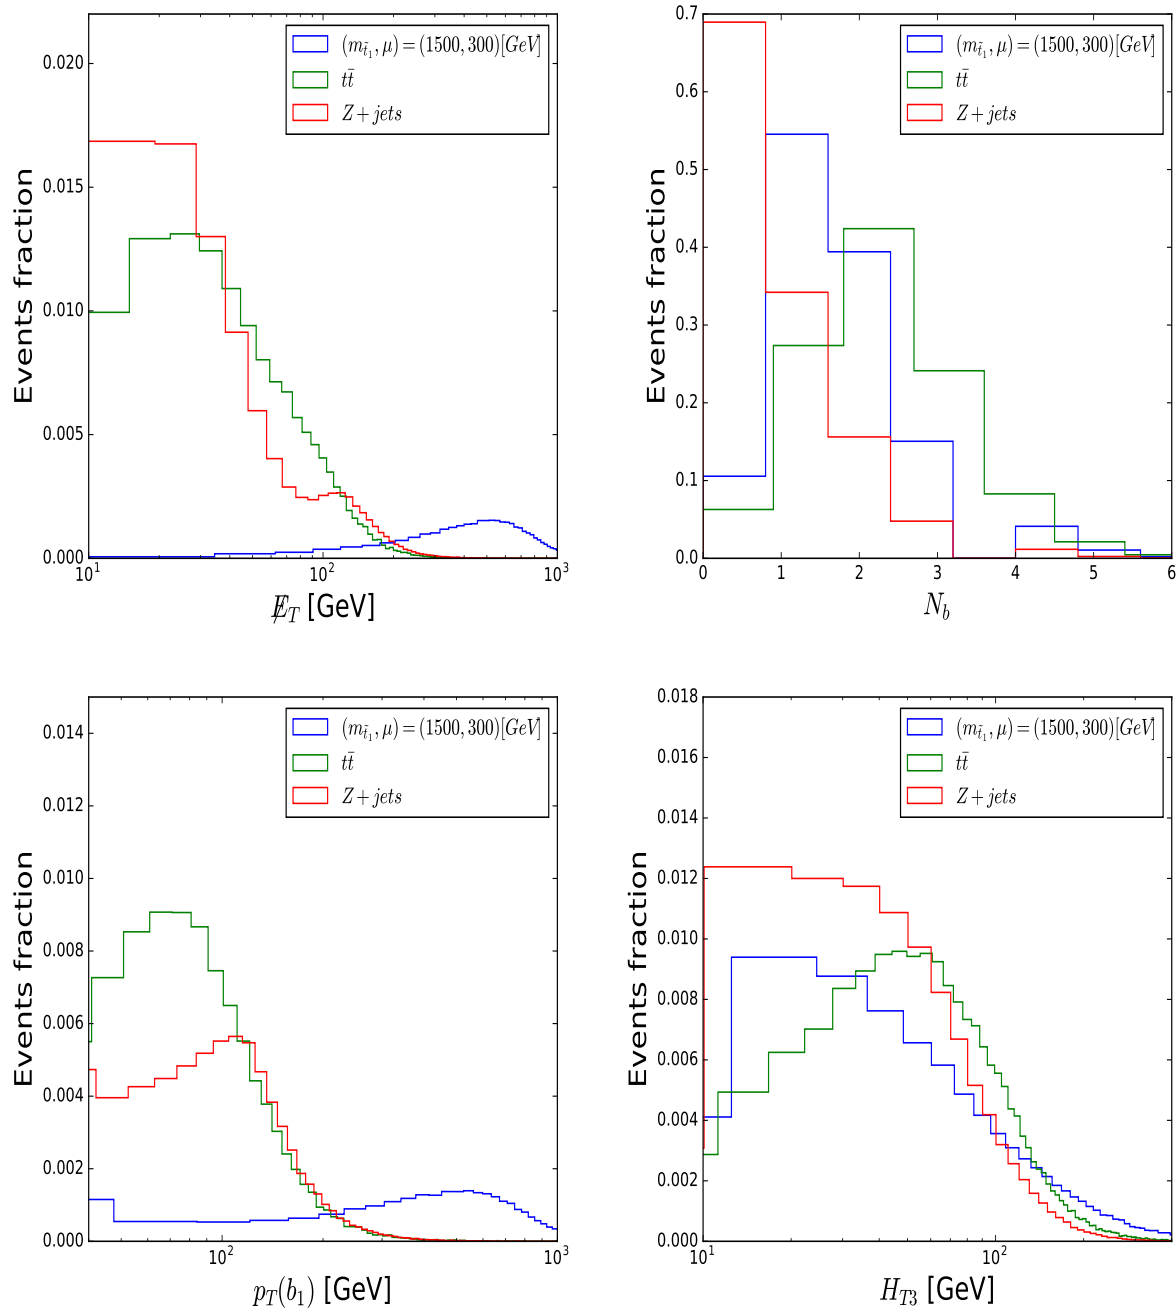 0.020
0.015
0.010
0.005
0.000
Events fraction
(m_{t̃_1}, μ) = (1500, 300)[GeV]
tt̄
Z + jets
10^1 10^2 10^3
E̸_T [GeV]
0.7
0.6
0.5
0.4
0.3
0.2
0.1
0.0
Events fraction
(m_{t̃_1}, μ) = (1500, 300)[GeV]
tt̄
Z + jets
0 1 2 3 4 5 6
N_b
0.014
0.012
0.010
0.008
0.006
0.004
0.002
0.000
Events fraction
(m_{t̃_1}, μ) = (1500, 300)[GeV]
tt̄
Z + jets
10^2 10^3
p_T(b_1) [GeV]
0.018
0.016
0.014
0.012
0.010
0.008
0.006
0.004
0.002
0.000
Events fraction
(m_{t̃_1}, μ) = (1500, 300)[GeV]
tt̄
Z + jets
10^1 10^2
H_{T3} [GeV]